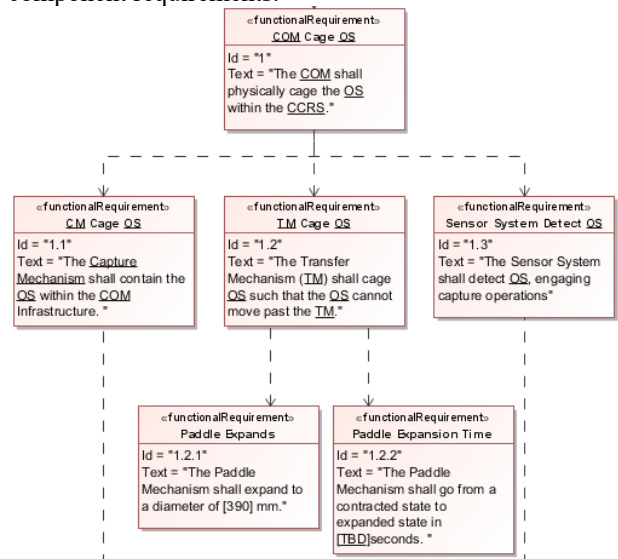 component requirements.
«functionalRequirement»
COM Cage OS
Id = "1"
Text = "The COM shall
physically cage the OS
within the CCRS."
«functionalRequirement»
CM Cage OS
Id = "1.1"
Text = "The Capture
Mechanism shall contain the
OS within the COM
Infrastructure. "
«functionalRequirement»
TM Cage OS
Id = "1.2"
Text = "The Transfer
Mechanism (TM) shall cage
OS such that the OS cannot
move past the TM."
«functionalRequirement»
Sensor System Detect OS
Id = "1.3"
Text = "The Sensor System
shall detect OS, engaging
capture operations"
«functionalRequirement»
Paddle Expands
Id = "1.2.1"
Text = "The Paddle
Mechanism shall expand to
a diameter of [390] mm."
«functionalRequirement»
Paddle Expansion Time
Id = "1.2.2"
Text = "The Paddle
Mechanism shall go from a
contracted state to
expanded state in
[TBD]seconds. "